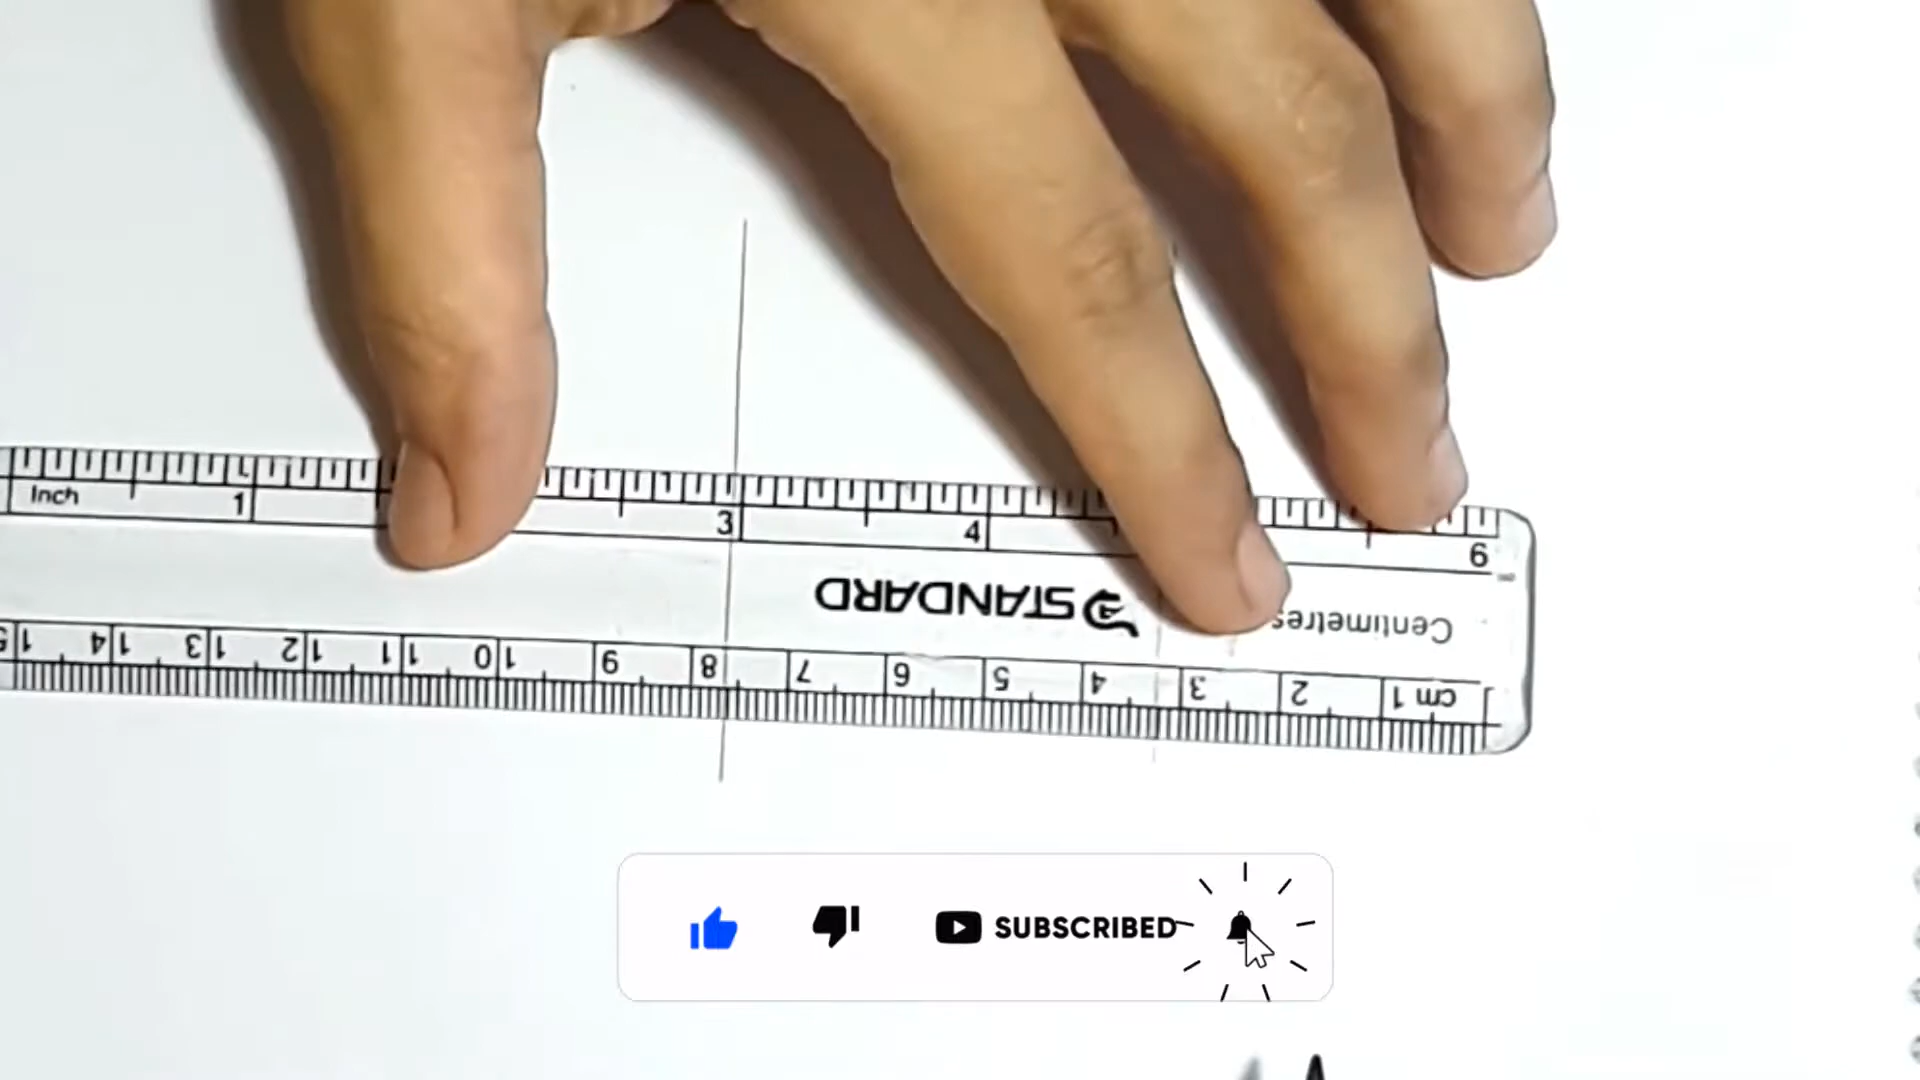 Inch 1 3 4 6
STANDARD
Centimetres
15 14 13 12 11 10 9 8 7 6 5 4 3 2 1 cm
SUBSCRIBED